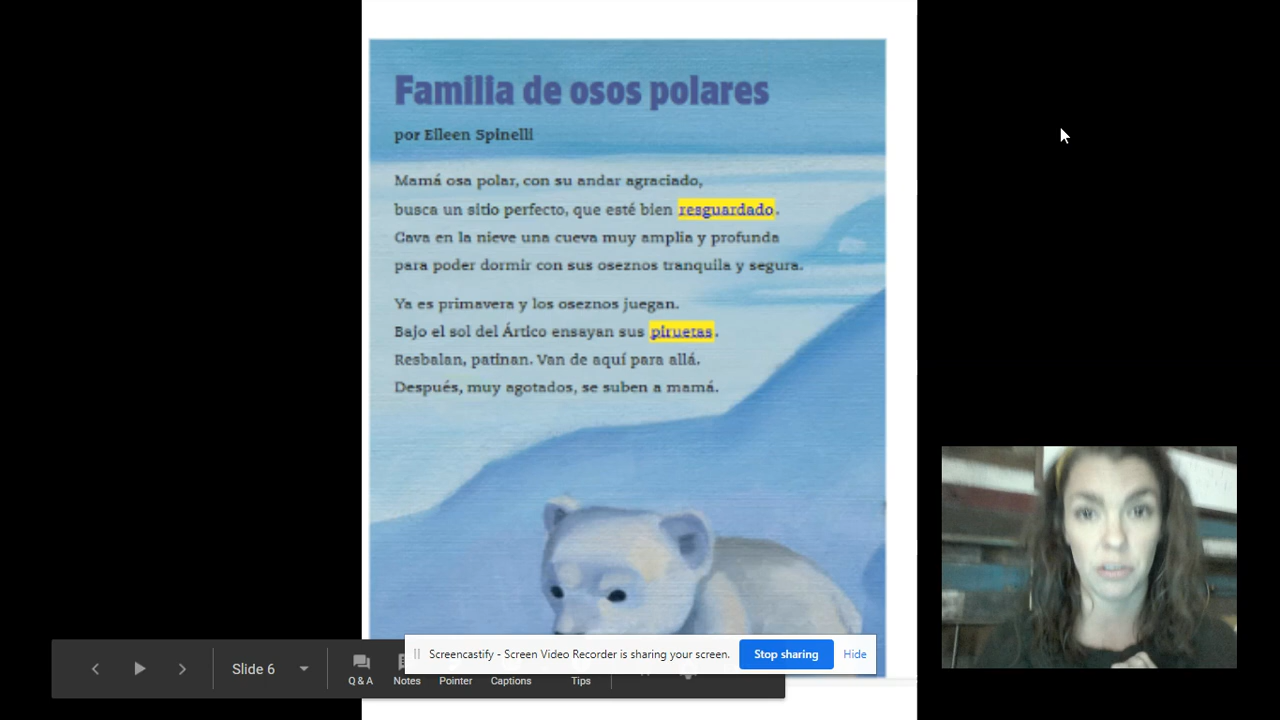 Familia de osos polares
por Eileen Spinelli
Mamá osa polar, con su andar agraciado,
busca un sitio perfecto, que esté bien resguardado.
Cava en la nieve una cueva muy amplia y profunda
para poder dormir con sus oseznos tranquila y segura.
Ya es primavera y los oseznos juegan.
Bajo el sol del Ártico ensayan sus piruetas.
Resbalan, patinan. Van de aquí para allá.
Después, muy agotados, se suben a mamá.
Screencastify - Screen Video Recorder is sharing your screen.
Stop sharing
Hide
Slide 6
Q & A
Notes
Pointer
Captions
Tips